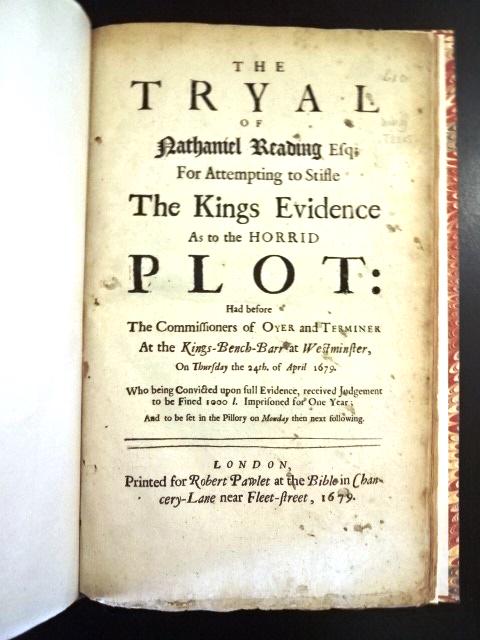 THE
TRYAL
OF
Nathaniel Reading Esq;
For Attempting to Stifle
The Kings Evidence
As to the HORRID
PLOT:
Had before
The Commiſſioners of OYER and TERMINER
At the Kings-Bench-Barr at Weſtminſter,
On Thurſday the 24th. of April 1679.
Who being Convicted upon full Evidence, received Judgement
to be Fined 1000 l. Impriſoned for One Year;
And to be ſet in the Pillory on Monday then next following.
LONDON,
Printed for Robert Pawlet at the Bible in Chan-
cery-Lane near Fleet-ſtreet, 1679.